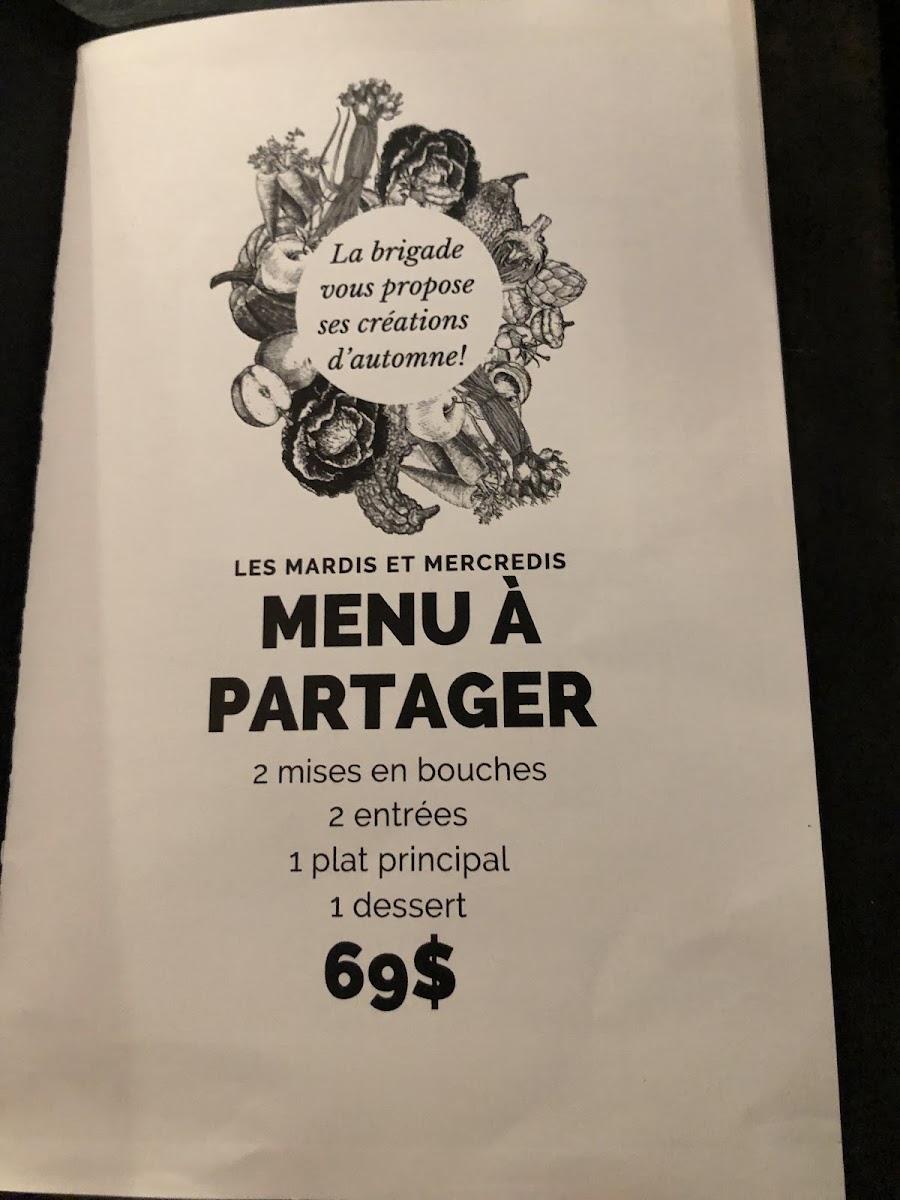 La brigade
vous propose
ses créations
d'automne!
LES MARDIS ET MERCREDIS
MENU À
PARTAGER
2 mises en bouches
2 entrées
1 plat principal
1 dessert
69$